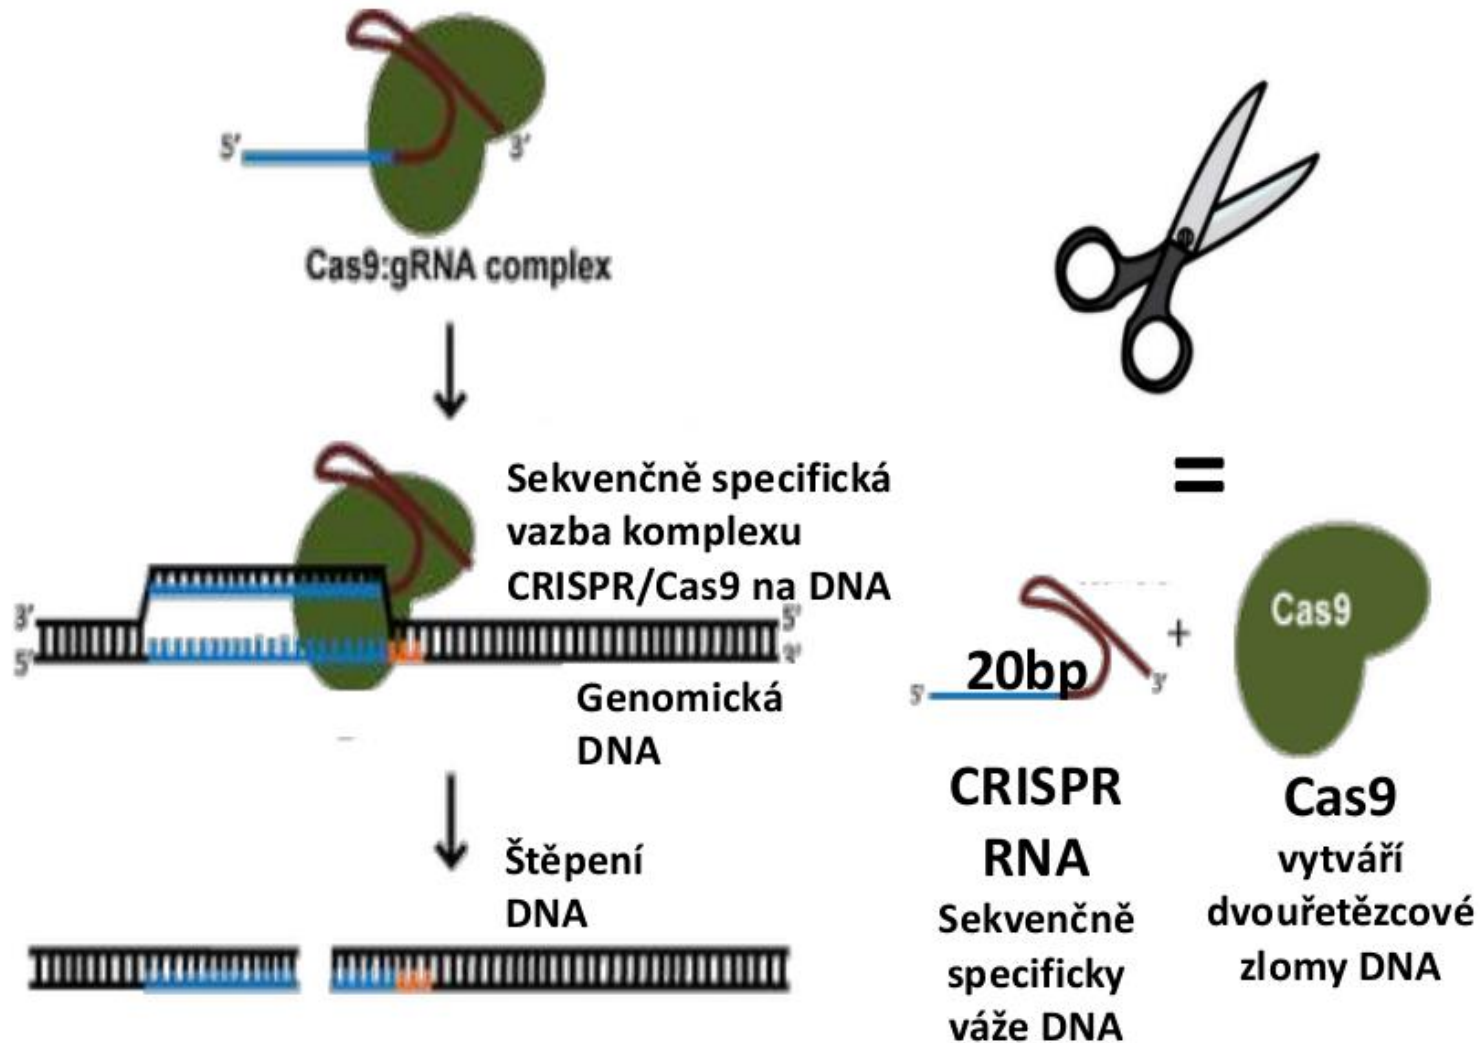 5'
3'
Cas9:gRNA complex
Sekvenčně specifická
vazba komplexu
CRISPR/Cas9 na DNA
3'
5'
5'
3'
Genomická
DNA
Štěpení
DNA
=
20bp
5'
3'
+
Cas9
CRISPR
RNA
Sekvenčně
specificky
váže DNA
Cas9
vytváří
dvouřetězcové
zlomy DNA